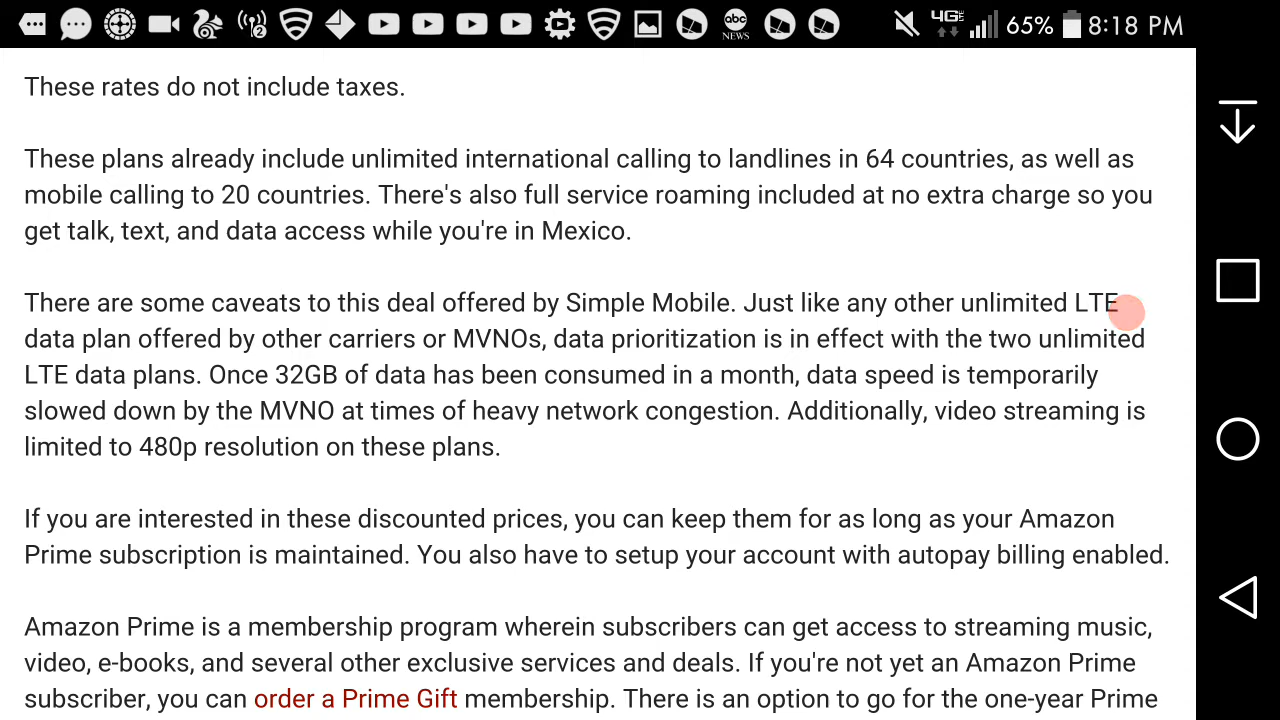 2 abc NEWS 4G 65% 8:18 PM
These rates do not include taxes.
These plans already include unlimited international calling to landlines in 64 countries, as well as
mobile calling to 20 countries. There's also full service roaming included at no extra charge so you
get talk, text, and data access while you're in Mexico.
There are some caveats to this deal offered by Simple Mobile. Just like any other unlimited LTE
data plan offered by other carriers or MVNOs, data prioritization is in effect with the two unlimited
LTE data plans. Once 32GB of data has been consumed in a month, data speed is temporarily
slowed down by the MVNO at times of heavy network congestion. Additionally, video streaming is
limited to 480p resolution on these plans.
If you are interested in these discounted prices, you can keep them for as long as your Amazon
Prime subscription is maintained. You also have to setup your account with autopay billing enabled.
Amazon Prime is a membership program wherein subscribers can get access to streaming music,
video, e-books, and several other exclusive services and deals. If you're not yet an Amazon Prime
subscriber, you can order a Prime Gift membership. There is an option to go for the one-year Prime